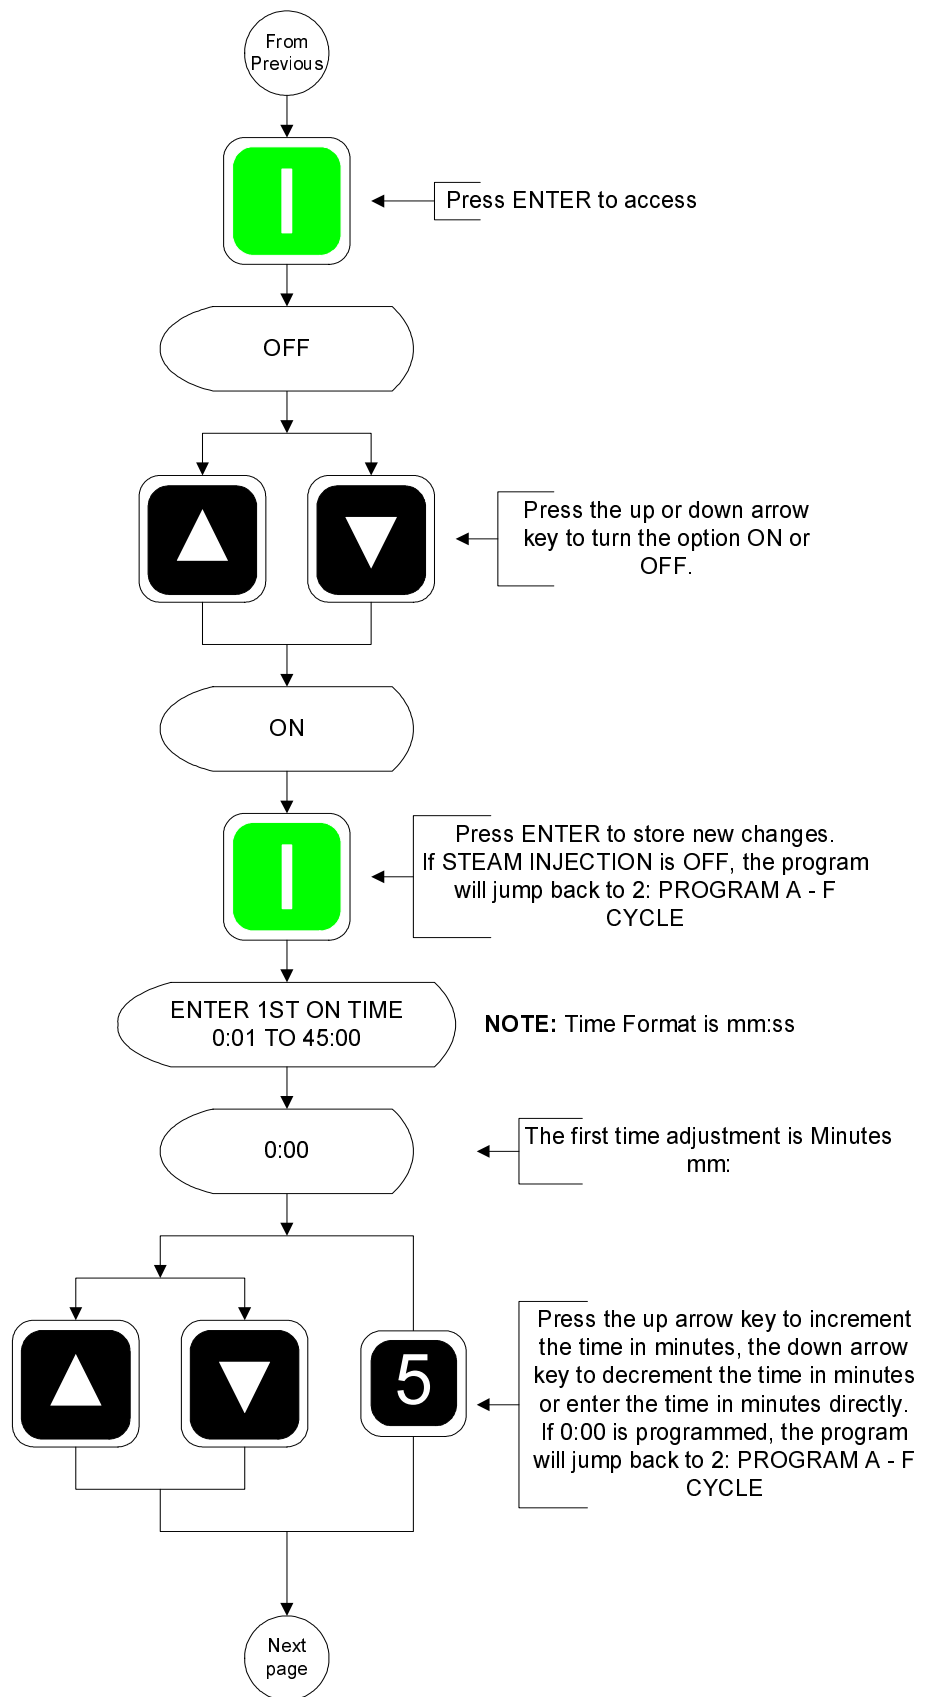 From
Previous
Press ENTER to access
OFF
Press the up or down arrow
key to turn the option ON or
OFF.
ON
Press ENTER to store new changes.
If STEAM INJECTION is OFF, the program
will jump back to 2: PROGRAM A - F
CYCLE
ENTER 1ST ON TIME
0:01 TO 45:00
NOTE: Time Format is mm:ss
0:00
The first time adjustment is Minutes
mm:
5
Press the up arrow key to increment
the time in minutes, the down arrow
key to decrement the time in minutes
or enter the time in minutes directly.
If 0:00 is programmed, the program
will jump back to 2: PROGRAM A - F
CYCLE
Next
page